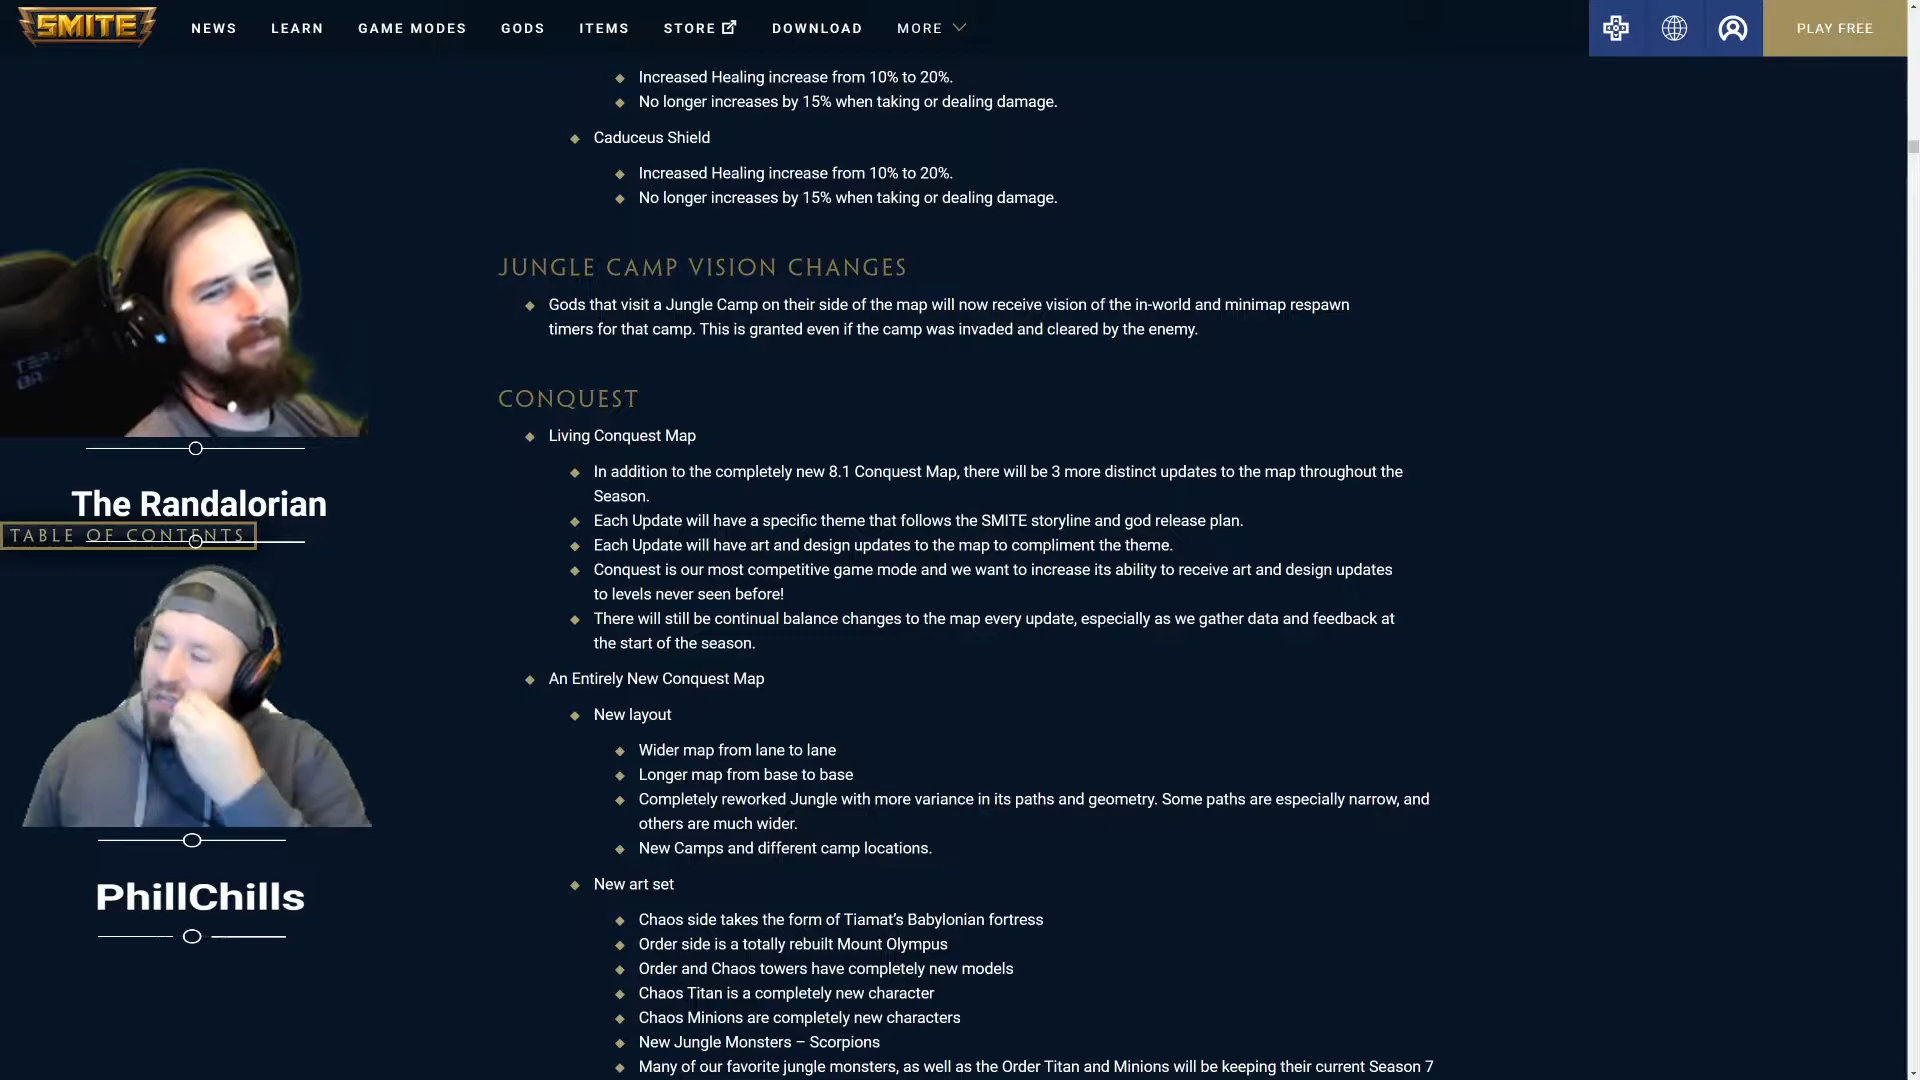 SMITE
NEWS
LEARN
GAME MODES
GODS
ITEMS
STORE
DOWNLOAD
MORE
PLAY FREE
Increased Healing increase from 10% to 20%.
No longer increases by 15% when taking or dealing damage.
Caduceus Shield
Increased Healing increase from 10% to 20%.
No longer increases by 15% when taking or dealing damage.
JUNGLE CAMP VISION CHANGES
Gods that visit a Jungle Camp on their side of the map will now receive vision of the in-world and minimap respawn
timers for that camp. This is granted even if the camp was invaded and cleared by the enemy.
CONQUEST
Living Conquest Map
In addition to the completely new 8.1 Conquest Map, there will be 3 more distinct updates to the map throughout the
Season.
Each Update will have a specific theme that follows the SMITE storyline and god release plan.
Each Update will have art and design updates to the map to compliment the theme.
Conquest is our most competitive game mode and we want to increase its ability to receive art and design updates
to levels never seen before!
There will still be continual balance changes to the map every update, especially as we gather data and feedback at
the start of the season.
An Entirely New Conquest Map
New layout
Wider map from lane to lane
Longer map from base to base
Completely reworked Jungle with more variance in its paths and geometry. Some paths are especially narrow, and
others are much wider.
New Camps and different camp locations.
New art set
Chaos side takes the form of Tiamat’s Babylonian fortress
Order side is a totally rebuilt Mount Olympus
Order and Chaos towers have completely new models
Chaos Titan is a completely new character
Chaos Minions are completely new characters
New Jungle Monsters – Scorpions
Many of our favorite jungle monsters, as well as the Order Titan and Minions will be keeping their current Season 7
The Randalorian
TABLE OF CONTENTS
PhillChills